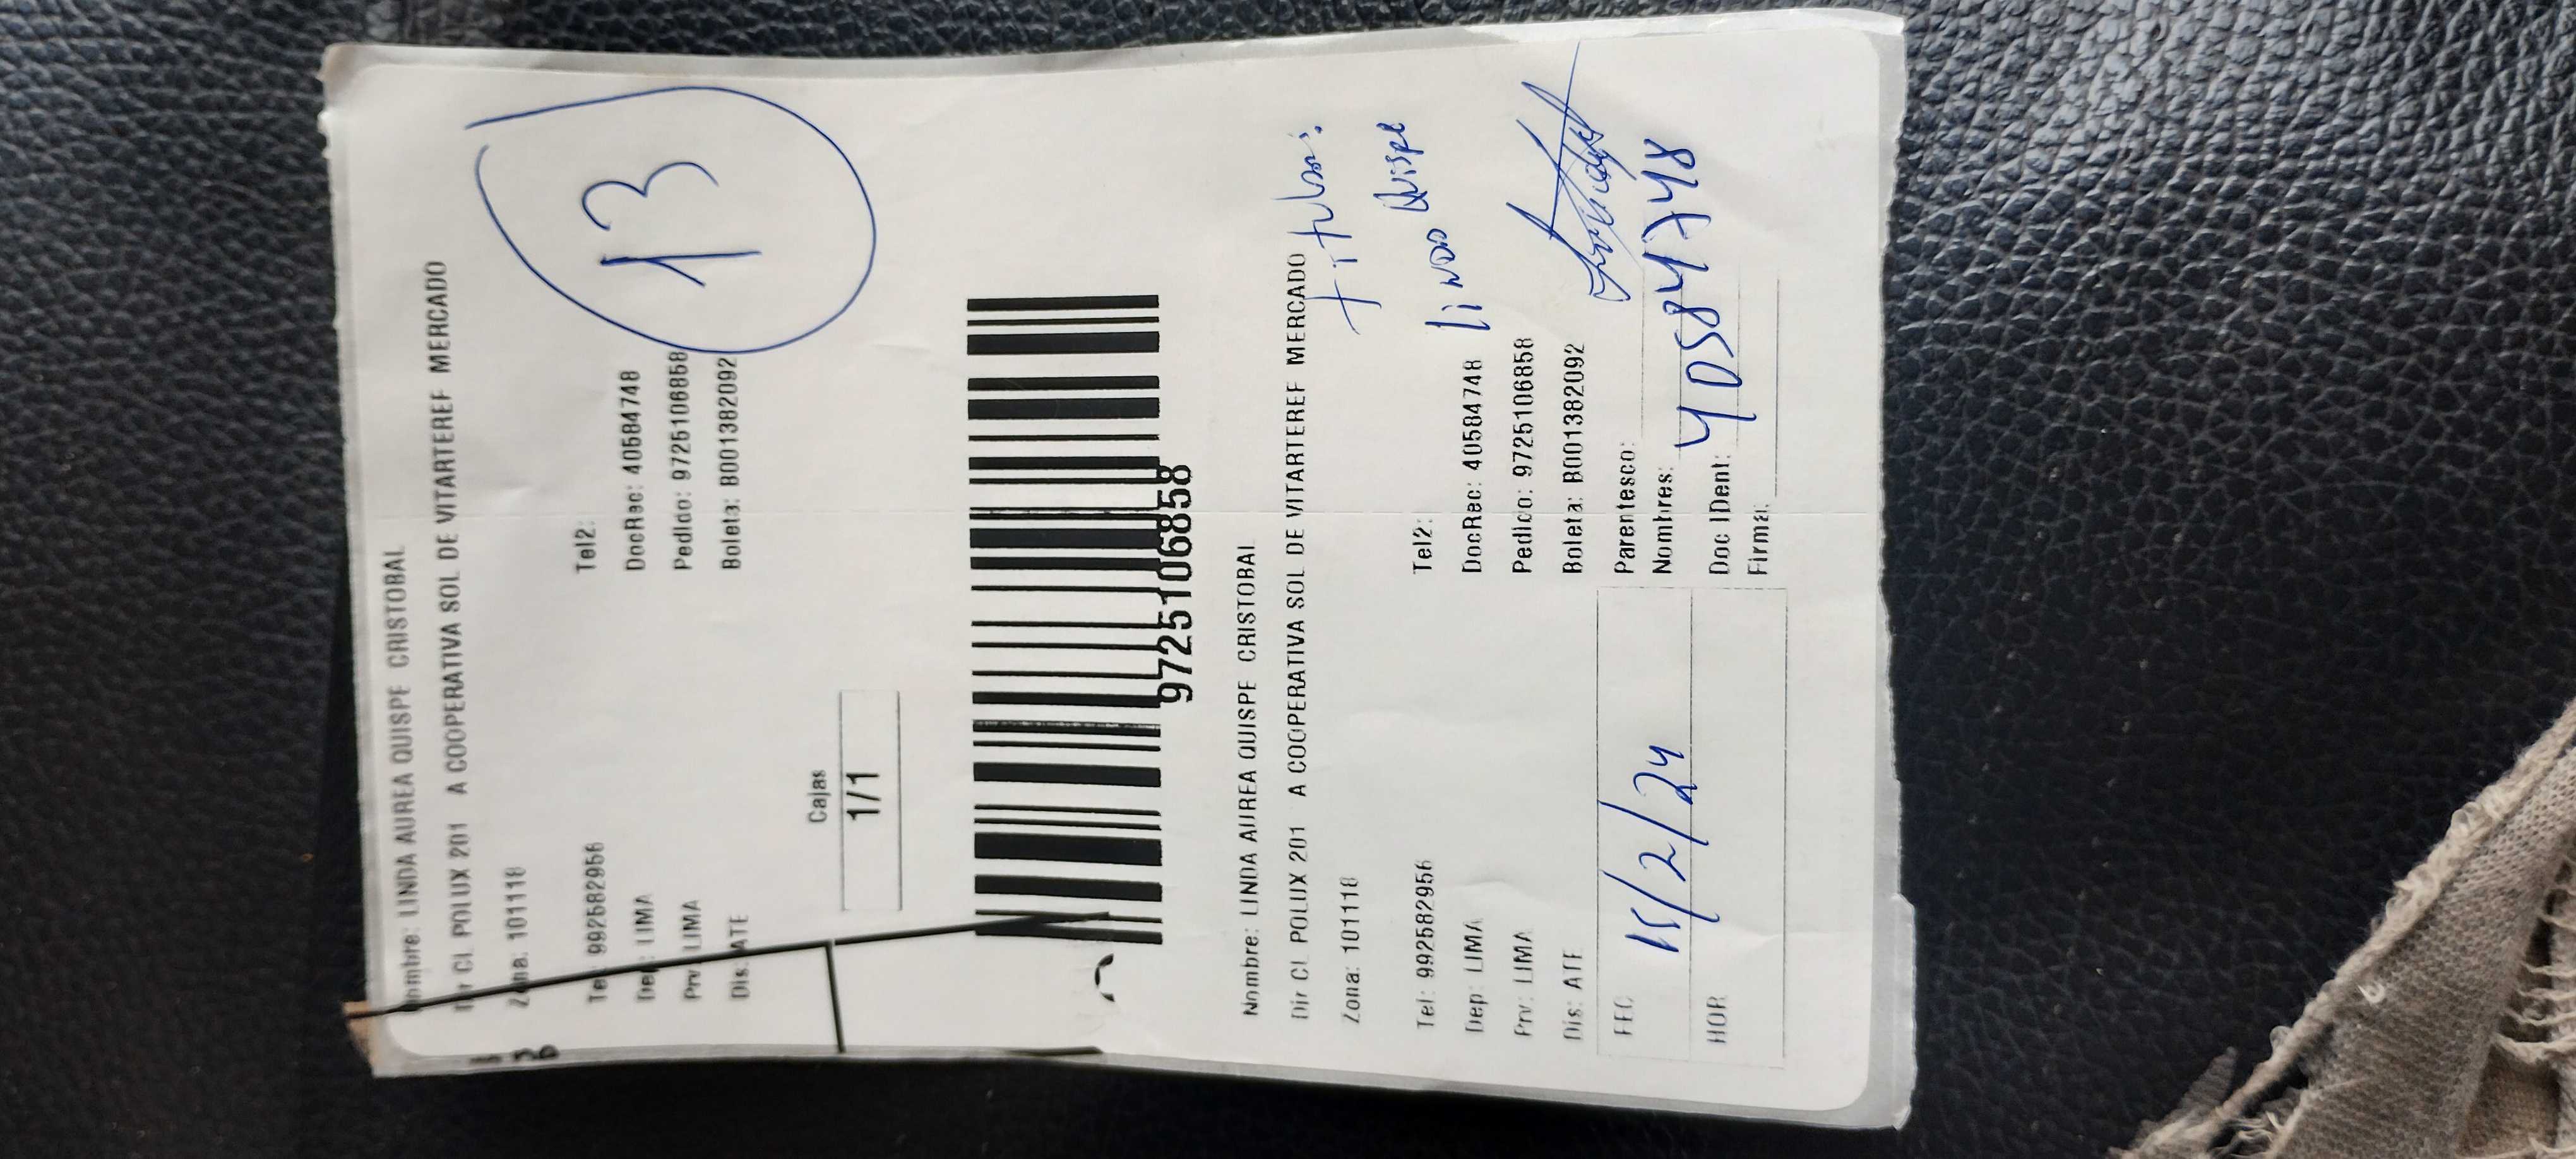 Nombre: LINDA AUREA QUISPE CRISTOBAL
Dir CL POLUX 201 A COOPERATIVA SOL DE VITARTEREF MERCADO
Zona: 101118
Tel: 992582956 Tel2:
Dep: LIMA DocRec: 40584748
Prv: LIMA Pedido: 9725106858
Dis: ATE Boleta: B001382092
13
Cajas
1/1
9725106858
Nombre: LINDA AUREA QUISPE CRISTOBAL
Dir CL POLUX 201 A COOPERATIVA SOL DE VITARTEREF MERCADO
Zona: 101118
titular:
Linda Quispe
Tel: 992582956 Tel2:
Dep: LIMA DocRec: 40584748
Prv: LIMA Pedido: 9725106858
Dis: ATE Boleta: B001382092
FEC 15/2/24 Parentesco:
Nombres:
HOR Doc IDent: 40584748
Firma: